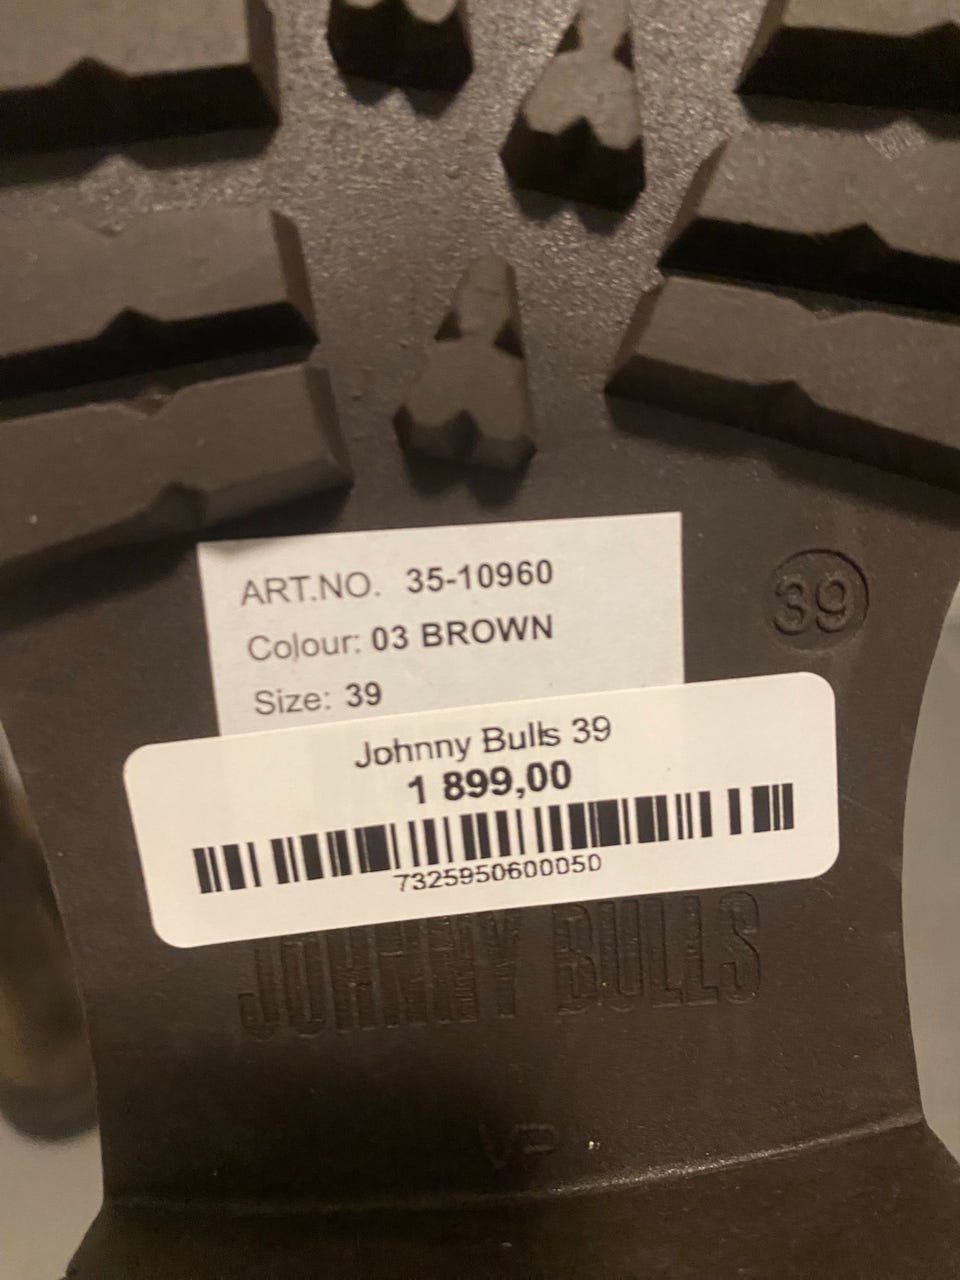 ART.NO. 35-10960
Colour: 03 BROWN
Size: 39
39
Johnny Bulls 39
1 899,00
7325950600050
JOHNNY BULLS
VP